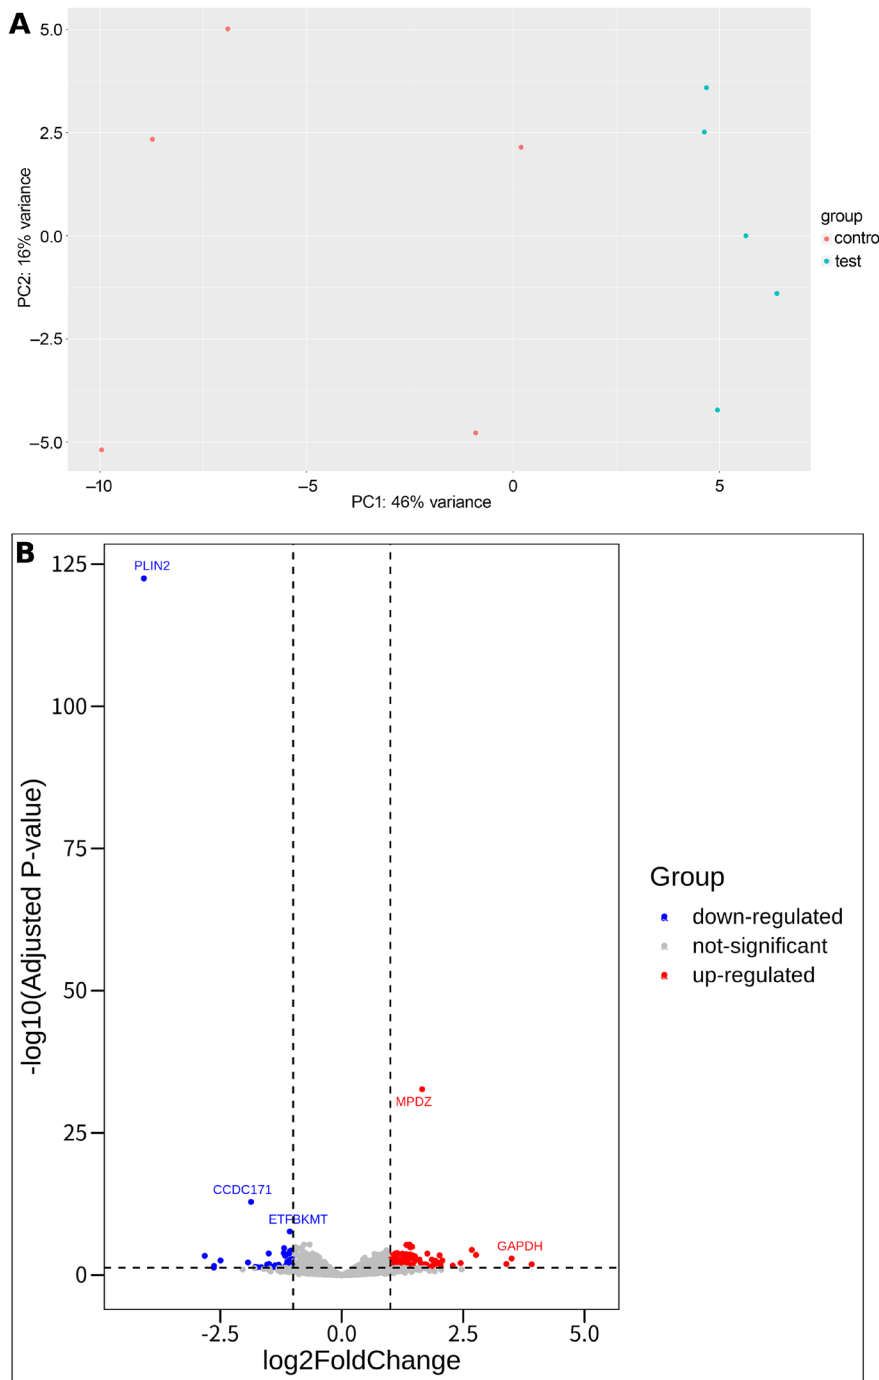 A
5.0
2.5
0.0
−2.5
−5.0
PC2: 16% variance
−10
−5
0
5
PC1: 46% variance
group
contro
test
B
125
100
75
50
25
0
-log10(Adjusted P-value)
PLIN2
MPDZ
CCDC171
ETFBKMT
GAPDH
-2.5
0.0
2.5
5.0
log2FoldChange
Group
down-regulated
not-significant
up-regulated